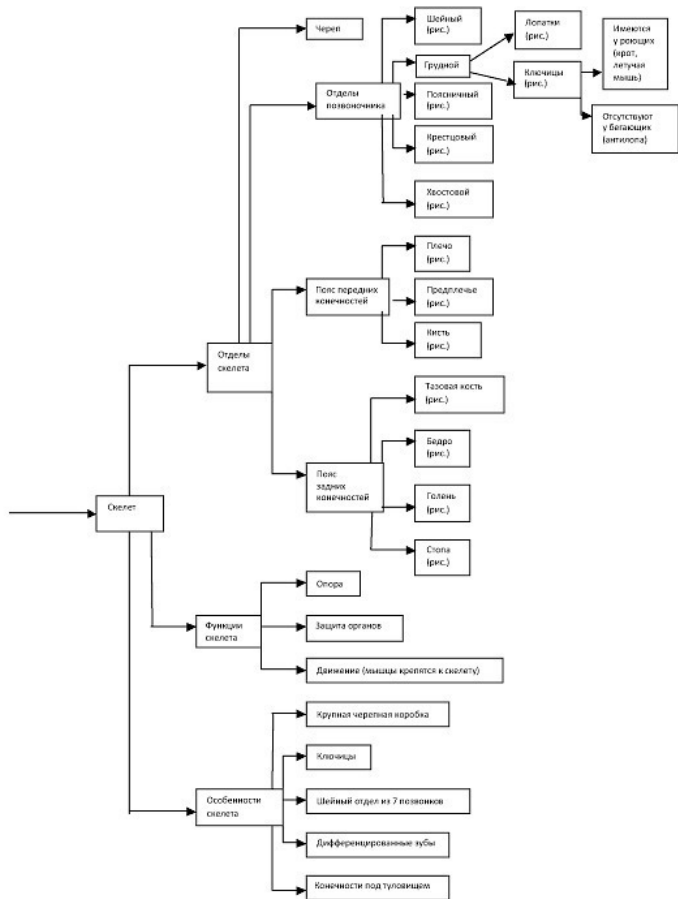 Череп
Шейный
(рис.)
Лопатки
(рис.)
Имеются
у роющих
(крот,
летучая
мышь)
Грудной
Ключицы
(рис.)
Отделы
позвоночника
Поясничный
(рис.)
Отсутствуют
у бегающих
(антилопа)
Крестцовый
(рис.)
Хвостовой
(рис.)
Плечо
(рис.)
Пояс передних
конечностей
Предплечье
(рис.)
Кисть
(рис.)
Отделы
скелета
Тазовая кость
(рис.)
Бедро
(рис.)
Пояс
задних
конечностей
Голень
(рис.)
Стопа
(рис.)
Скелет
Опора
Функции
скелета
Защита органов
Движение (мышцы крепятся к скелету)
Крупная черепная коробка
Ключицы
Особенности
скелета
Шейный отдел из 7 позвонков
Дифференцированные зубы
Конечности под туловищем